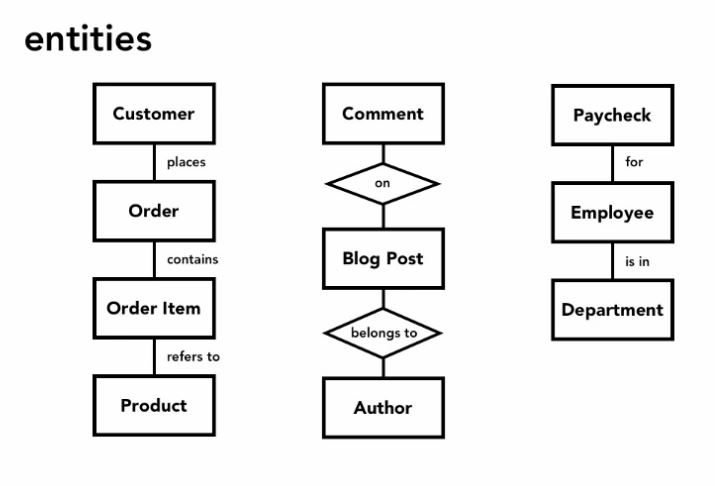 entities
Customer
places
Order
contains
Order Item
refers to
Product
Comment
on
Blog Post
belongs to
Author
Paycheck
for
Employee
is in
Department